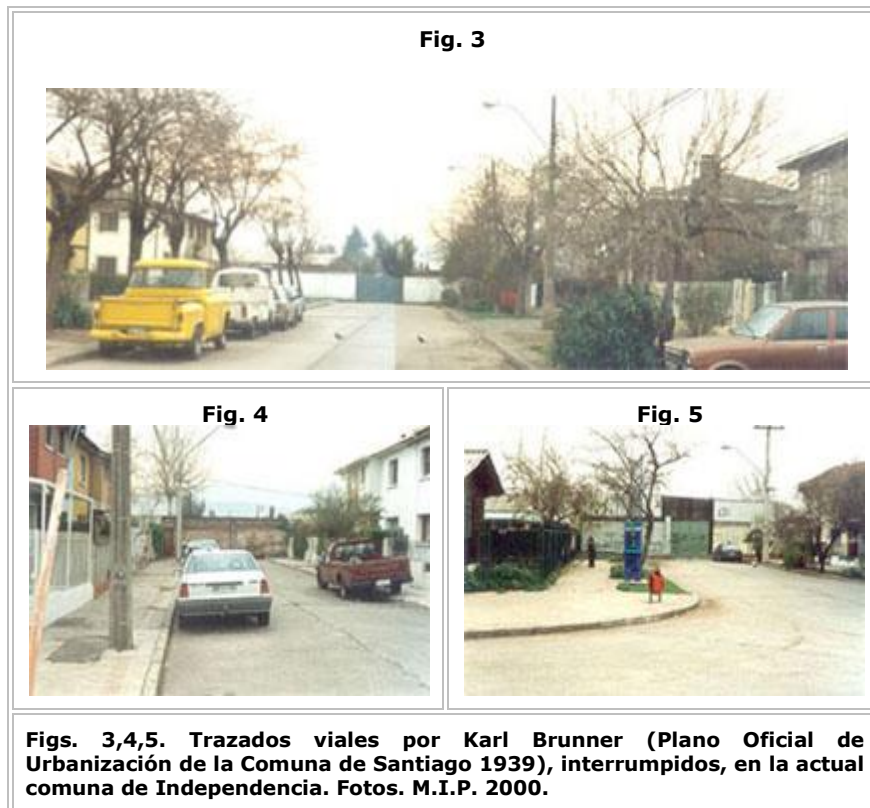 Fig. 3
Fig. 4
Fig. 5
Figs. 3,4,5. Trazados viales por Karl Brunner (Plano Oficial de
Urbanización de la Comuna de Santiago 1939), interrumpidos, en la actual
comuna de Independencia. Fotos. M.I.P. 2000.